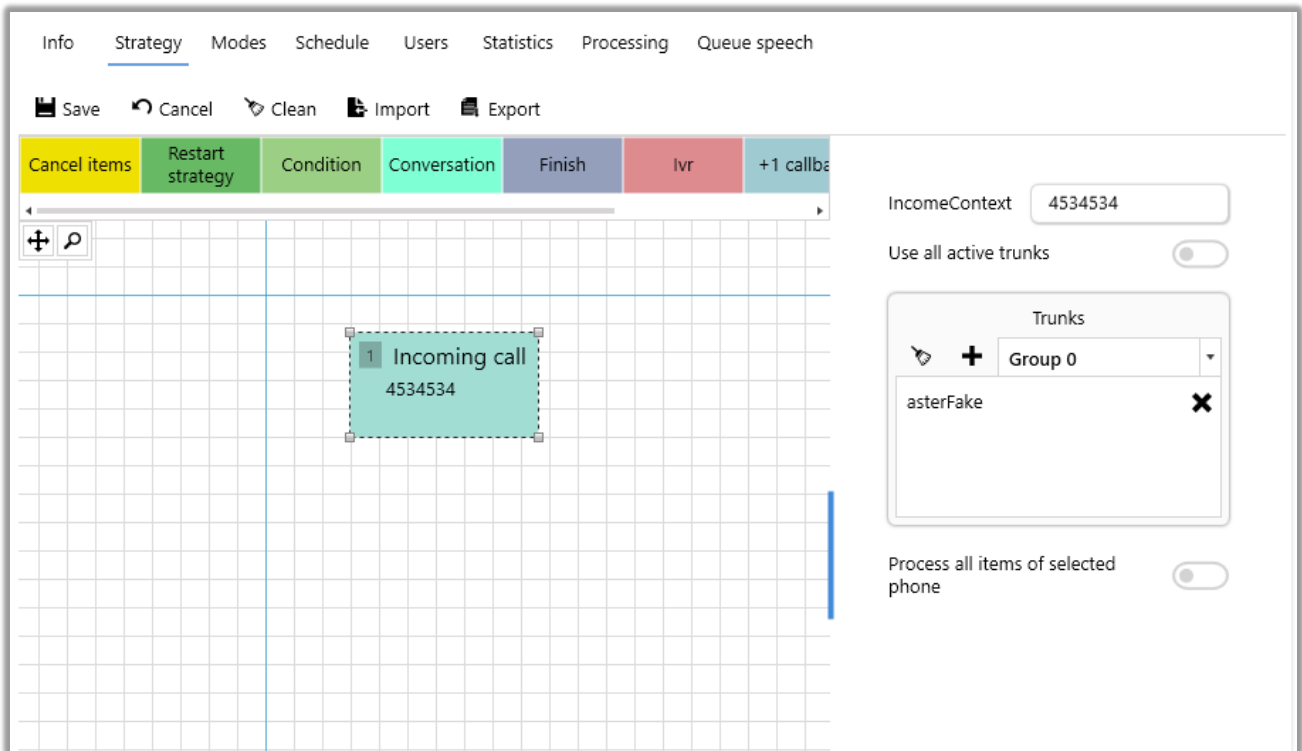 Info Strategy Modes Schedule Users Statistics Processing Queue speech
Save Cancel Clean Import Export
Cancel items Restart strategy Condition Conversation Finish Ivr +1 callba
IncomeContext 4534534
Use all active trunks
Trunks
Group 0
asterFake
1 Incoming call
4534534
Process all items of selected
phone